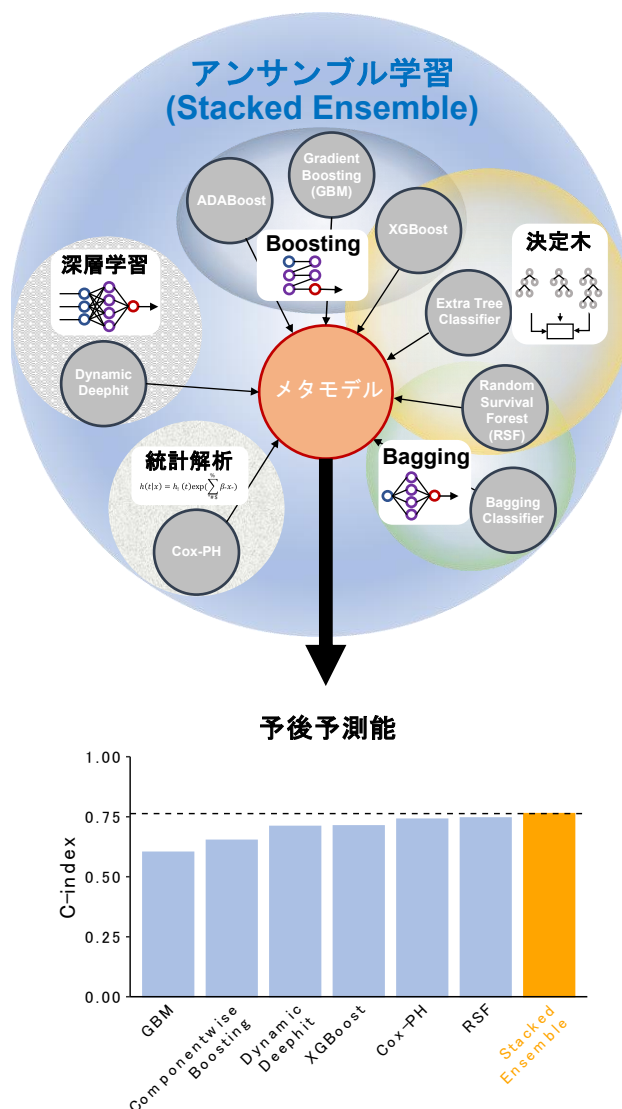 アンサンブル学習
(Stacked Ensemble)
Gradient
Boosting
(GBM)
ADABoost
XGBoost
Boosting
決定木
深層学習
Extra Tree
Classifier
Dynamic
Deephit
メタモデル
Random
Survival
Forest
(RSF)
統計解析
Bagging
Bagging
Classifier
Cox-PH
予後予測能
C-index
1.00
0.75
0.50
0.25
0.00
GBM
Componentwise
Boosting
Dynamic
Deephit
XGBoost
Cox-PH
RSF
Stacked
Ensemble